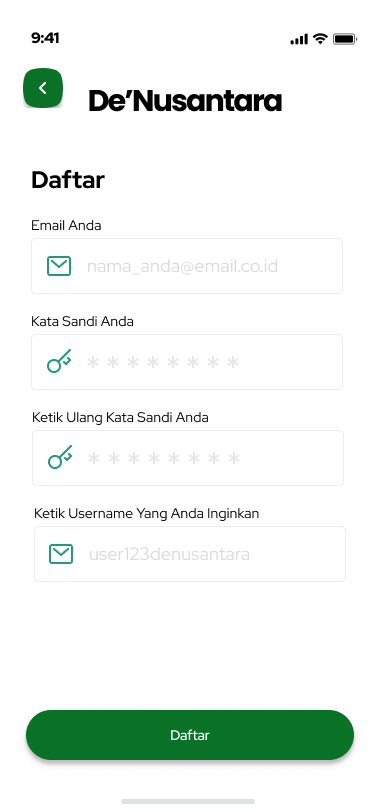 9:41
De’Nusantara
Daftar
Email Anda
nama_anda@email.co.id
Kata Sandi Anda
* * * * * * * *
Ketik Ulang Kata Sandi Anda
* * * * * * * *
Ketik Username Yang Anda Inginkan
user123denusantara
Daftar